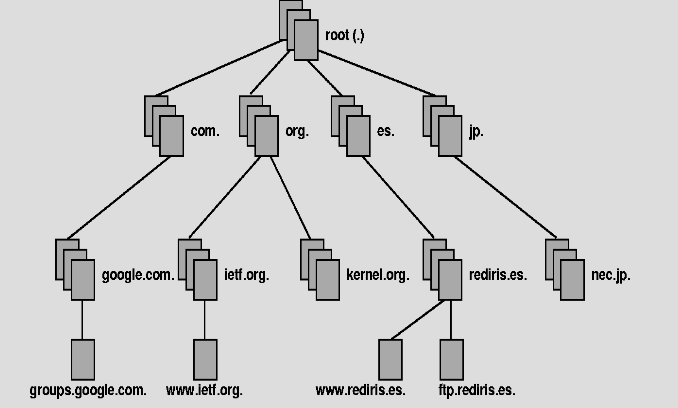 root (.)
com.
org.
es.
jp.
google.com.
ietf.org.
kernel.org.
rediris.es.
nec.jp.
groups.google.com.
www.ietf.org.
www.rediris.es.
ftp.rediris.es.